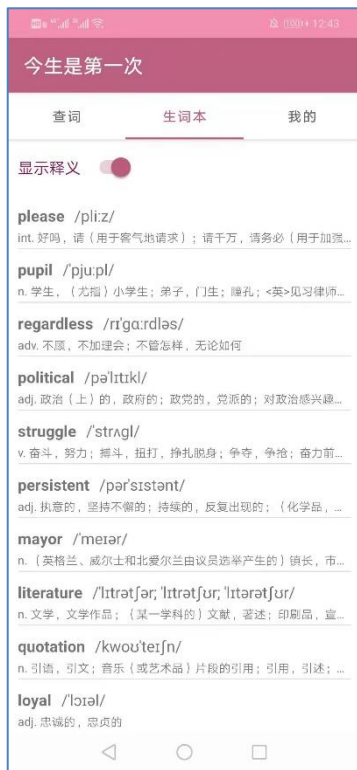 12:43
今生是第一次
查词 生词本 我的
显示释义
please /pliːz/
int. 好吗，请（用于客气地请求）；请千万，请务必（用于加强...
pupil /ˈpjuːpl/
n. 学生，（尤指）小学生；弟子，门生；瞳孔；<英>见习律师...
regardless /rɪˈɡɑːrdləs/
adv. 不顾，不加理会；不管怎样，无论如何
political /pəˈlɪtɪkl/
adj. 政治（上）的，政府的；政党的，党派的；对政治感兴趣...
struggle /ˈstrʌɡl/
v. 奋斗，努力；搏斗，扭打，挣扎脱身；争夺，争抢；奋力前...
persistent /pərˈsɪstənt/
adj. 执意的，坚持不懈的；持续的，反复出现的；（化学品，...
mayor /ˈmeɪər/
n. （英格兰、威尔士和北爱尔兰由议员选举产生的）镇长，市...
literature /ˈlɪtrətʃər; ˈlɪtrətʃʊr; ˈlɪtərətʃʊr/
n. 文学，文学作品；（某一学科的）文献，著述；印刷品，宣...
quotation /kwoʊˈteɪʃn/
n. 引语，引文；音乐（或艺术品）片段的引用；引用，引述；...
loyal /ˈlɔɪəl/
adj. 忠诚的，忠贞的